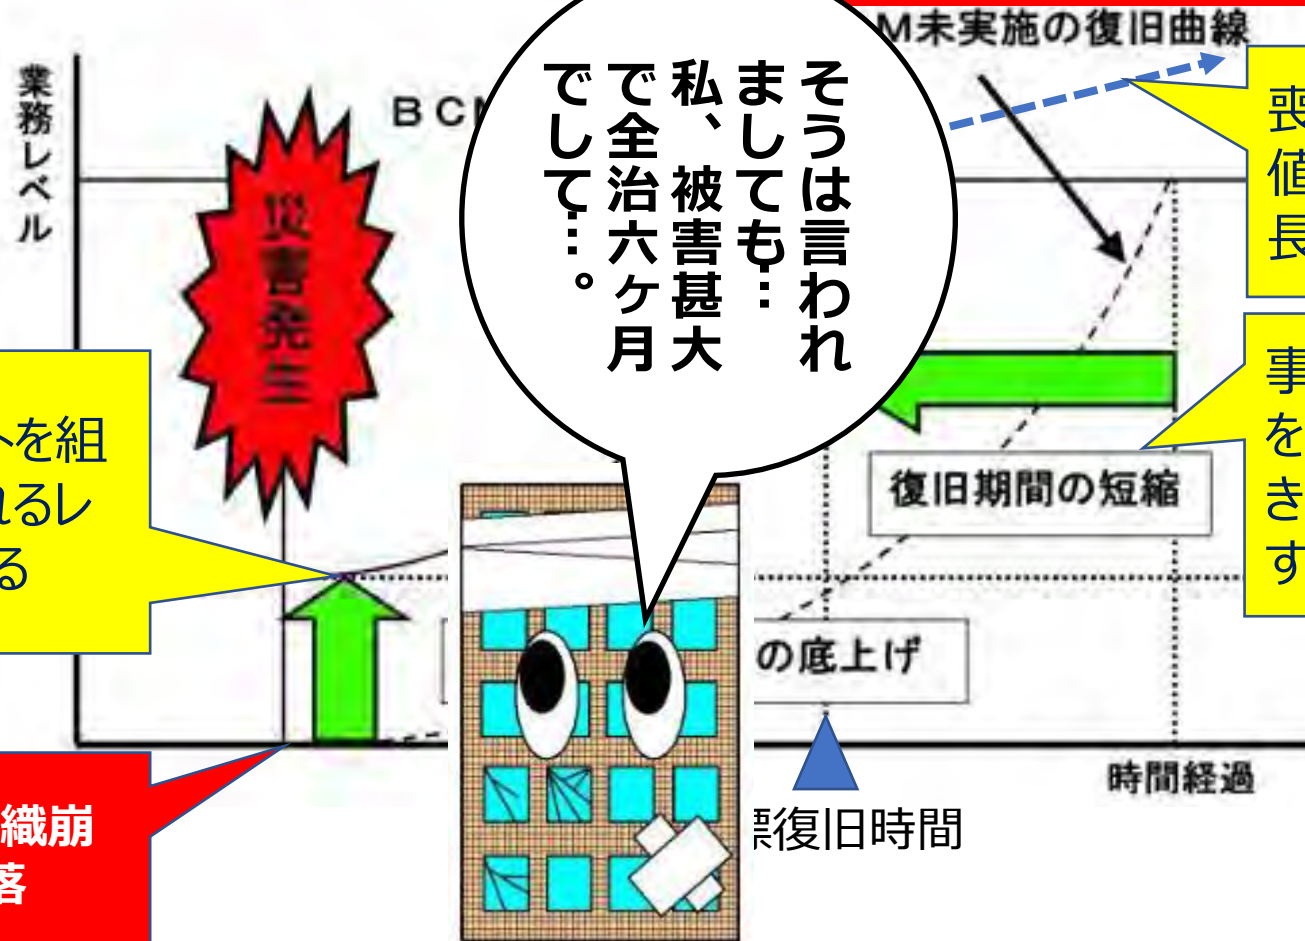 M未実施の復旧曲線
業務レベル
BC
災害発生
そうは言われ
ましても…
私、被害甚大
で全治六ヶ月
でして…。
喪
値
長
事
を
き
す
トを組
れるレ
る
復旧期間の短縮
の底上げ
時間経過
標復旧時間
織崩
落